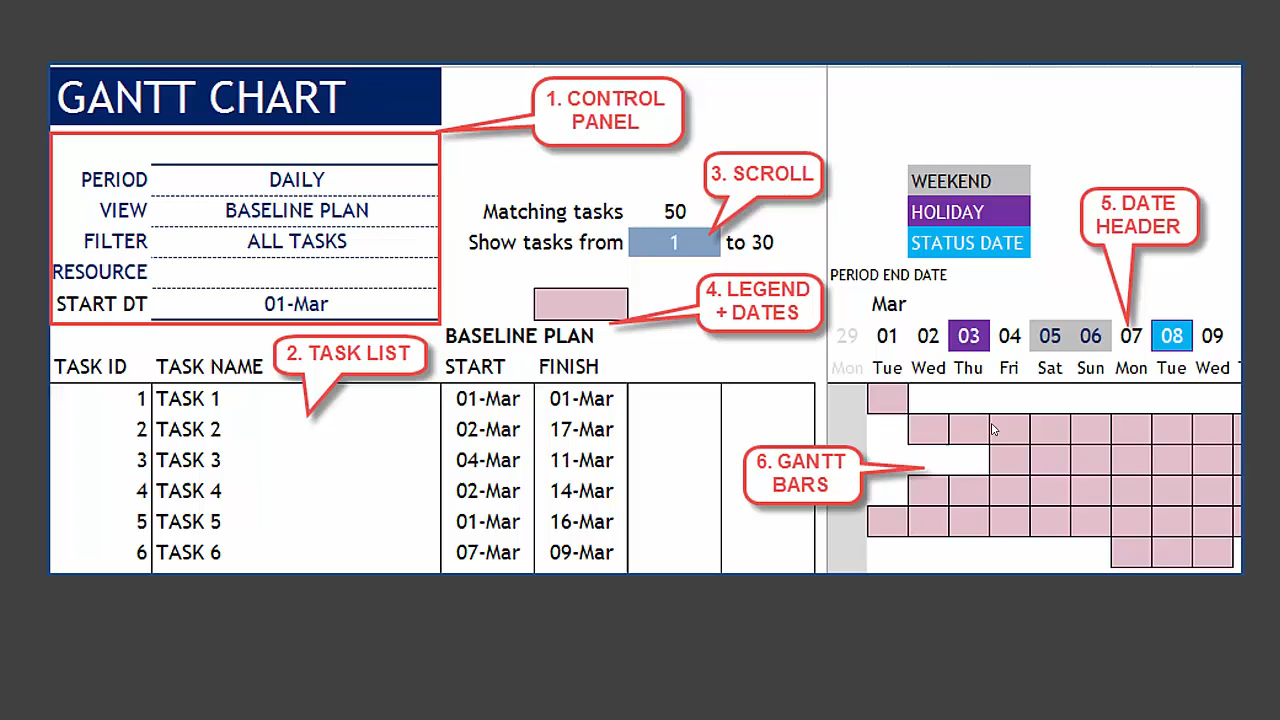 GANTT CHART
1. CONTROL
PANEL
PERIOD DAILY
VIEW BASELINE PLAN
FILTER ALL TASKS
RESOURCE
START DT 01-Mar
3. SCROLL
Matching tasks 50
Show tasks from 1 to 30
4. LEGEND
+ DATES
WEEKEND
HOLIDAY
STATUS DATE
5. DATE
HEADER
PERIOD END DATE
Mar
29 01 02 03 04 05 06 07 08 09
Mon Tue Wed Thu Fri Sat Sun Mon Tue Wed
2. TASK LIST
BASELINE PLAN
TASK ID TASK NAME START FINISH
1 TASK 1 01-Mar 01-Mar
2 TASK 2 02-Mar 17-Mar
3 TASK 3 04-Mar 11-Mar
4 TASK 4 02-Mar 14-Mar
5 TASK 5 01-Mar 16-Mar
6 TASK 6 07-Mar 09-Mar
6. GANTT
BARS